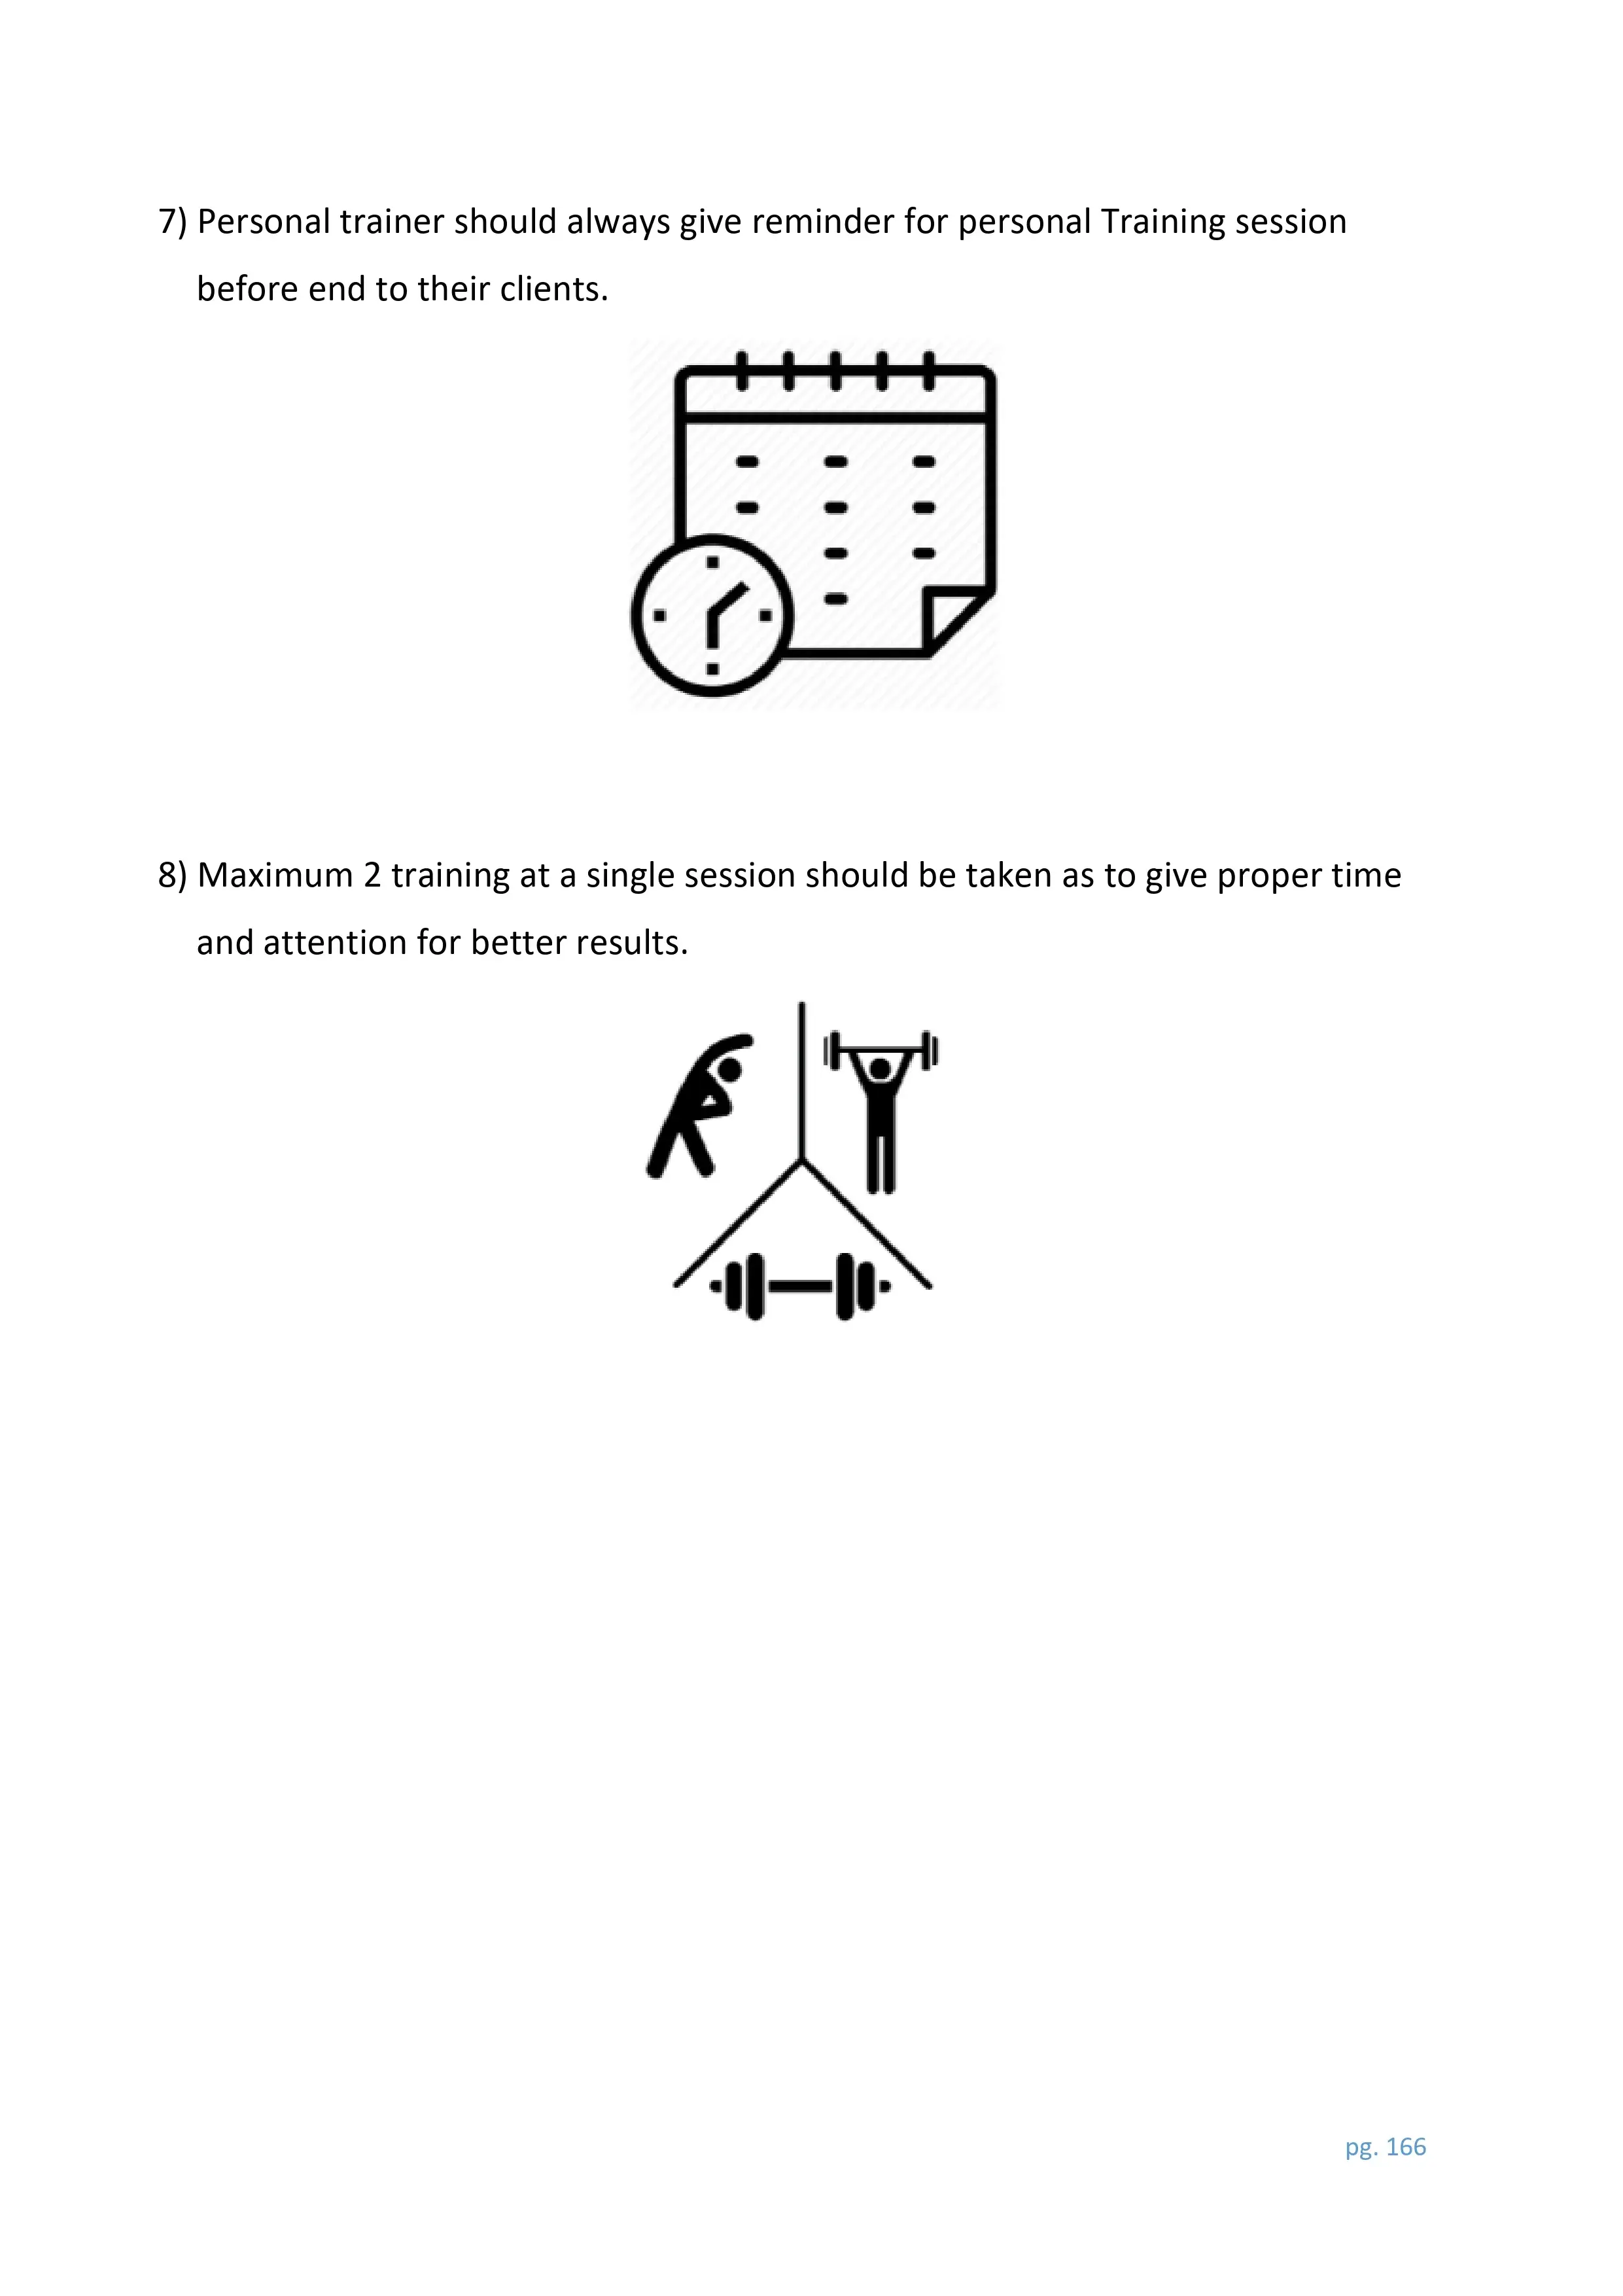 7) Personal trainer should always give reminder for personal Training session
before end to their clients.
8) Maximum 2 training at a single session should be taken as to give proper time
and attention for better results.
pg. 166